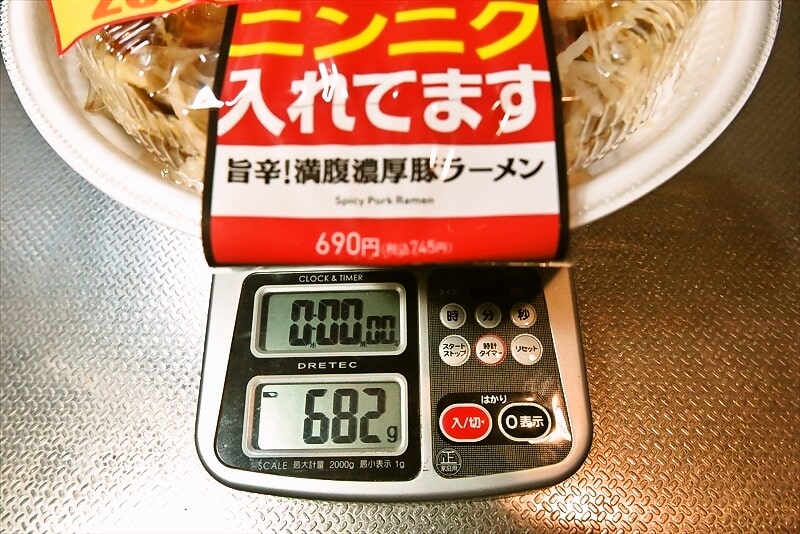 ニンニク
入れてます
旨辛!満腹濃厚豚ラーメン
Spicy Pork Ramen
690円(税込745円)
CLOCK & TIMER
0:00.00
DRETEC
682g
SCALE 最大計量 2000g 最小表示 1g
時 分 秒
スタート
ストップ
時計
タイマー
リセット
はかり
入/切
0表示
正
家庭用